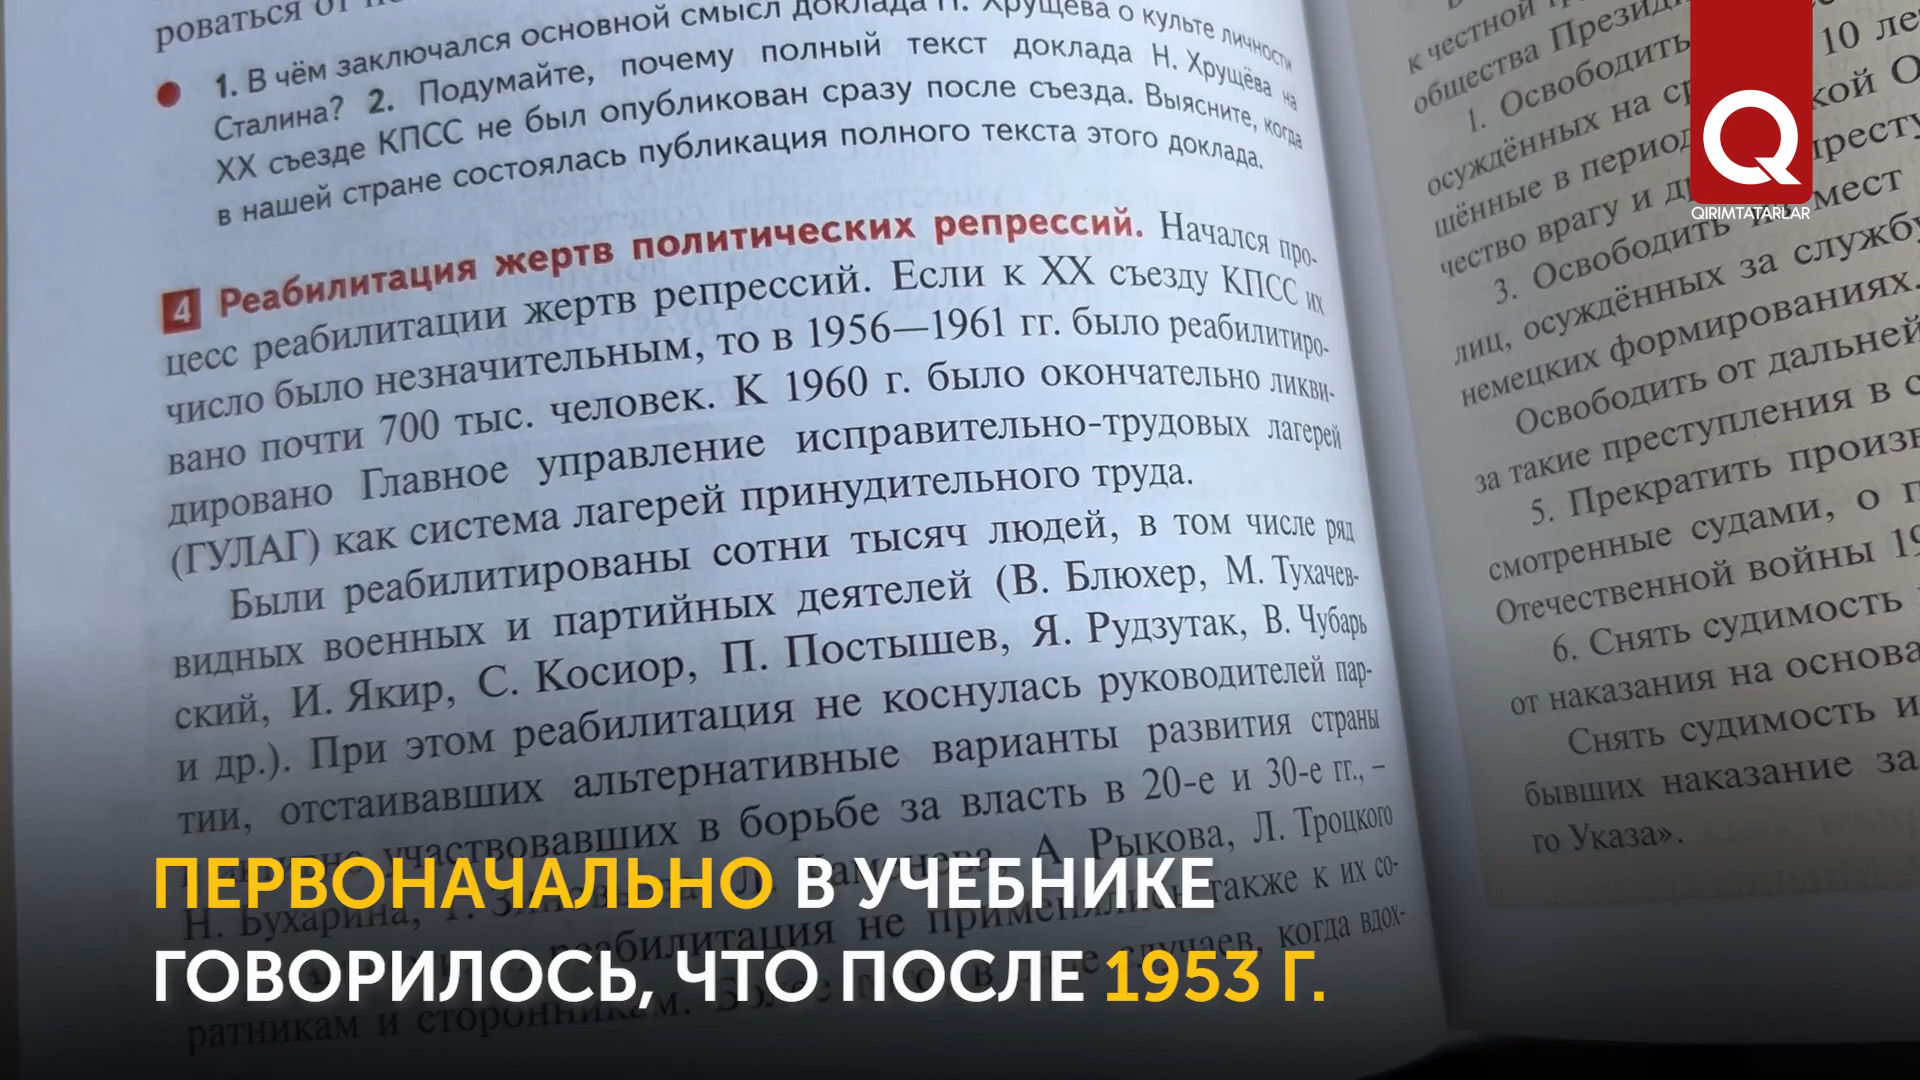 роваться от
1. В чём заключался основной смысл доклада Н. Хрущёва о культе личности
Сталина? 2. Подумайте, почему полный текст доклада Н. Хрущёва на
XX съезде КПСС не был опубликован сразу после съезда. Выясните, когда
в нашей стране состоялась публикация полного текста этого доклада.
4 Реабилитация жертв политических репрессий. Начался про-
цесс реабилитации жертв репрессий. Если к XX съезду КПСС их
число было незначительным, то в 1956—1961 гг. было реабилитиро-
вано почти 700 тыс. человек. К 1960 г. было окончательно ликви-
дировано Главное управление исправительно-трудовых лагерей
(ГУЛАГ) как система лагерей принудительного труда.
Были реабилитированы сотни тысяч людей, в том числе ряд
видных военных и партийных деятелей (В. Блюхер, М. Тухачев-
ский, И. Якир, С. Косиор, П. Постышев, Я. Рудзутак, В. Чубарь
и др.). При этом реабилитация не коснулась руководителей пар-
тии, отстаивавших альтернативные варианты развития страны
участвовавших в борьбе за власть в 20-е и 30-е гг., –
Н. Бухарина, А. Рыкова, Л. Троцкого
реабилитация не также к их со-
ратникам и сторонникам. случаев, когда вдох-
к честной
общества Президи
1. Освободить 10 ле
осуждённых на ср
шённые в период
чество врагу и др
3. Освободить из мест
лиц, осуждённых за службу
немецких формированиях.
Освободить от дальней
за такие преступления в с
5. Прекратить произв
смотренные судами, о п
Отечественной войны 19
6. Снять судимость
от наказания на основа
Снять судимость и
бывших наказание за
го Указа».
QIRIMTATARLAR
ПЕРВОНАЧАЛЬНО В УЧЕБНИКЕ
ГОВОРИЛОСЬ, ЧТО ПОСЛЕ 1953 Г.